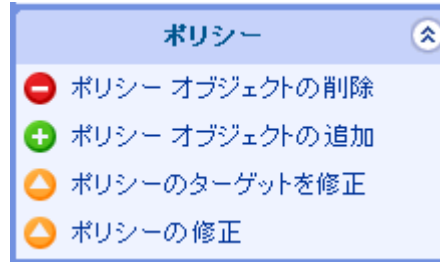 ポリシー
ポリシー オブジェクトの削除
ポリシー オブジェクトの追加
ポリシーのターゲットを修正
ポリシーの修正